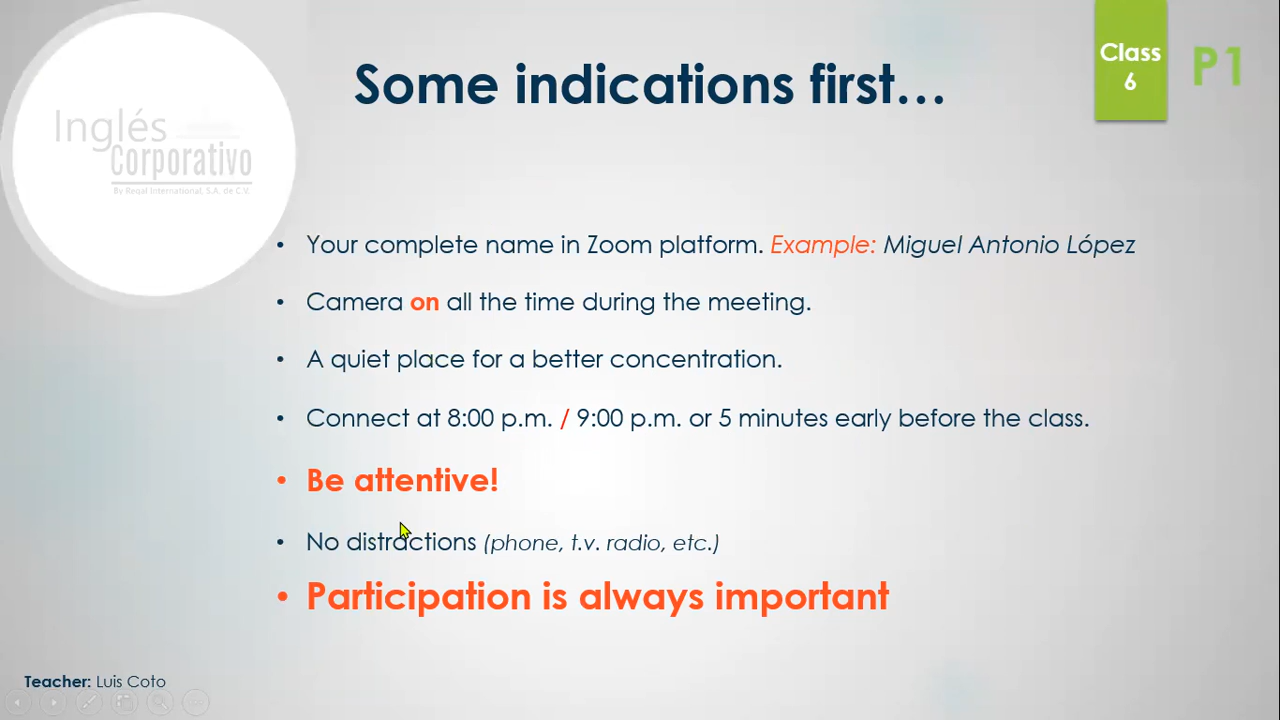 Some indications first…
Class
6
P1
Inglés
Corporativo
By Regal International, S.A. de C.V.
• Your complete name in Zoom platform. Example: Miguel Antonio López
• Camera on all the time during the meeting.
• A quiet place for a better concentration.
• Connect at 8:00 p.m. / 9:00 p.m. or 5 minutes early before the class.
• Be attentive!
• No distractions (phone, t.v. radio, etc.)
• Participation is always important
Teacher: Luis Coto